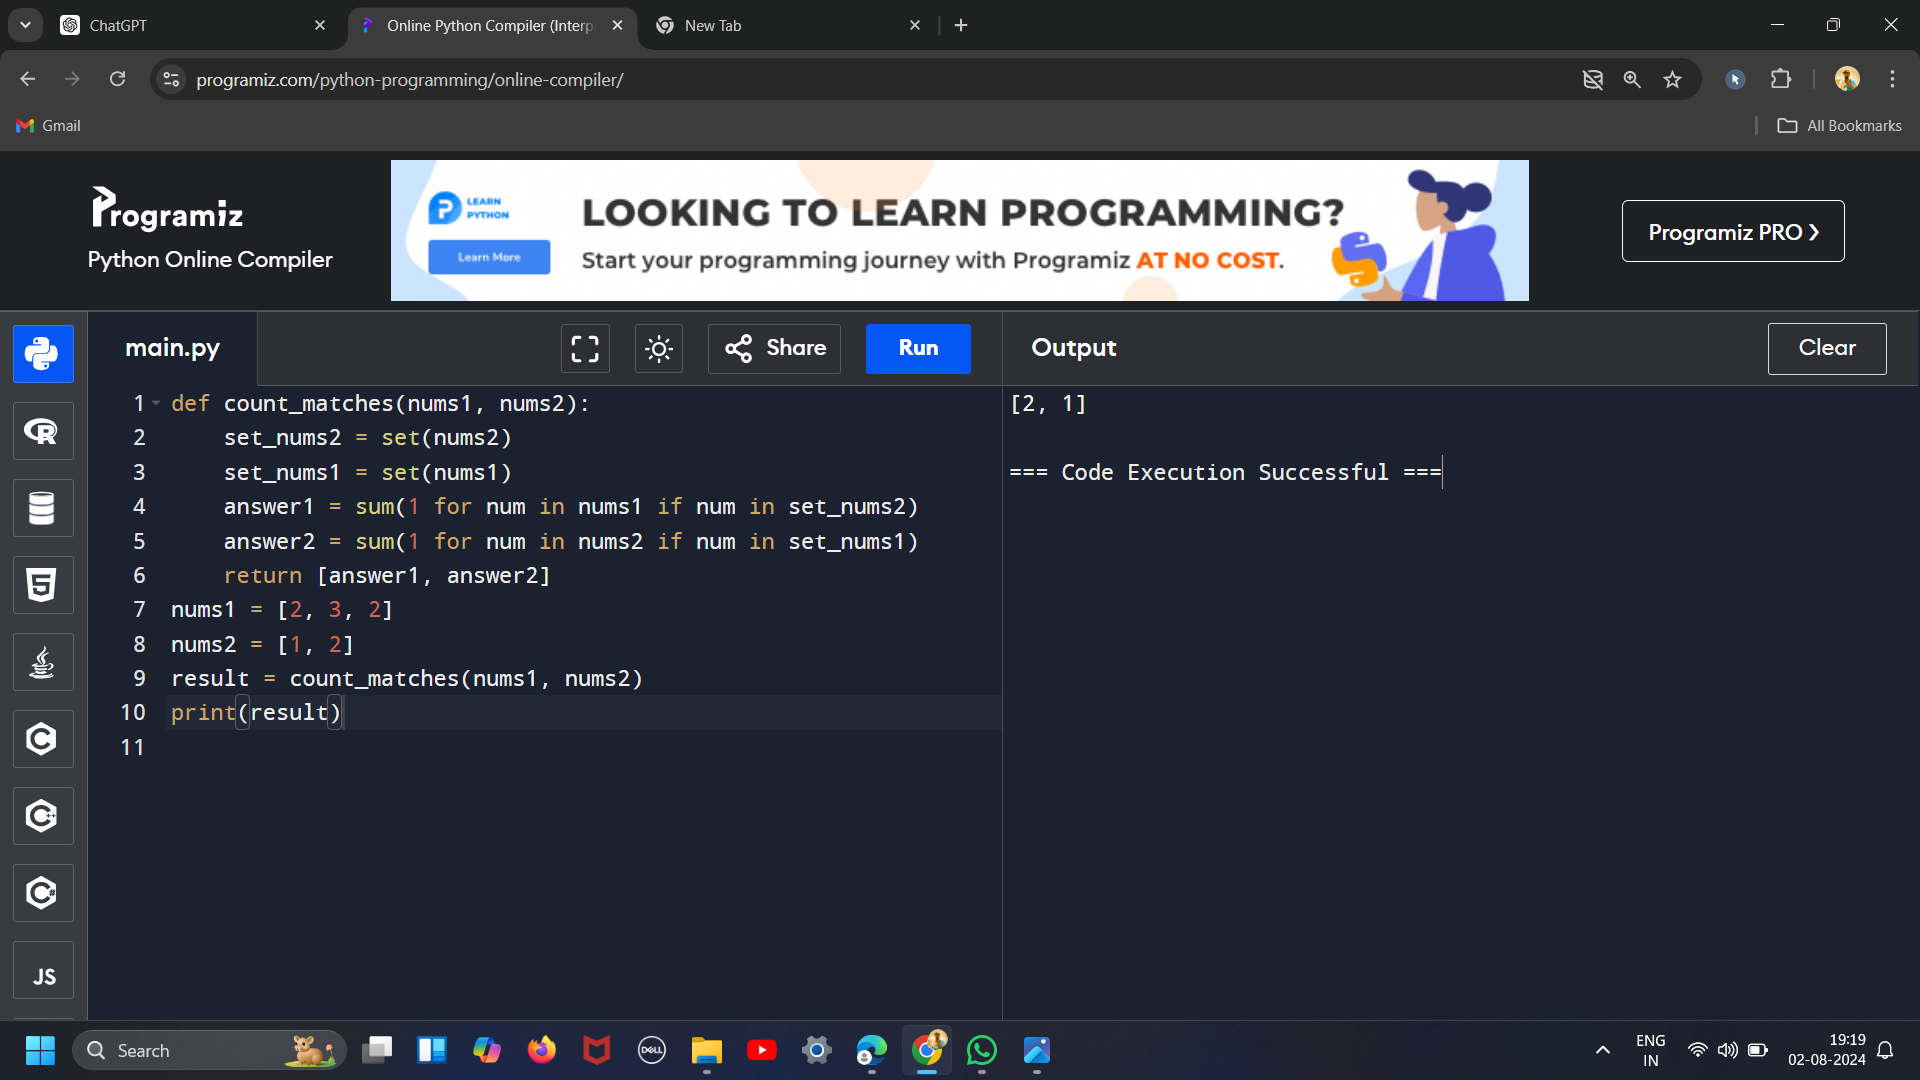 ChatGPT
Online Python Compiler (Interp
New Tab
programiz.com/python-programming/online-compiler/
Gmail
All Bookmarks
Programiz
Python Online Compiler
LEARN
PYTHON
Learn More
LOOKING TO LEARN PROGRAMMING?
Start your programming journey with Programiz AT NO COST.
Programiz PRO ❯
main.py
Share
Run
Output
Clear
1 def count_matches(nums1, nums2):
2     set_nums2 = set(nums2)
3     set_nums1 = set(nums1)
4     answer1 = sum(1 for num in nums1 if num in set_nums2)
5     answer2 = sum(1 for num in nums2 if num in set_nums1)
6     return [answer1, answer2]
7 nums1 = [2, 3, 2]
8 nums2 = [1, 2]
9 result = count_matches(nums1, nums2)
10 print(result)
11
[2, 1]
=== Code Execution Successful ===
R
5
C
C++
C#
JS
Search
DELL
ENG
IN
19:19
02-08-2024